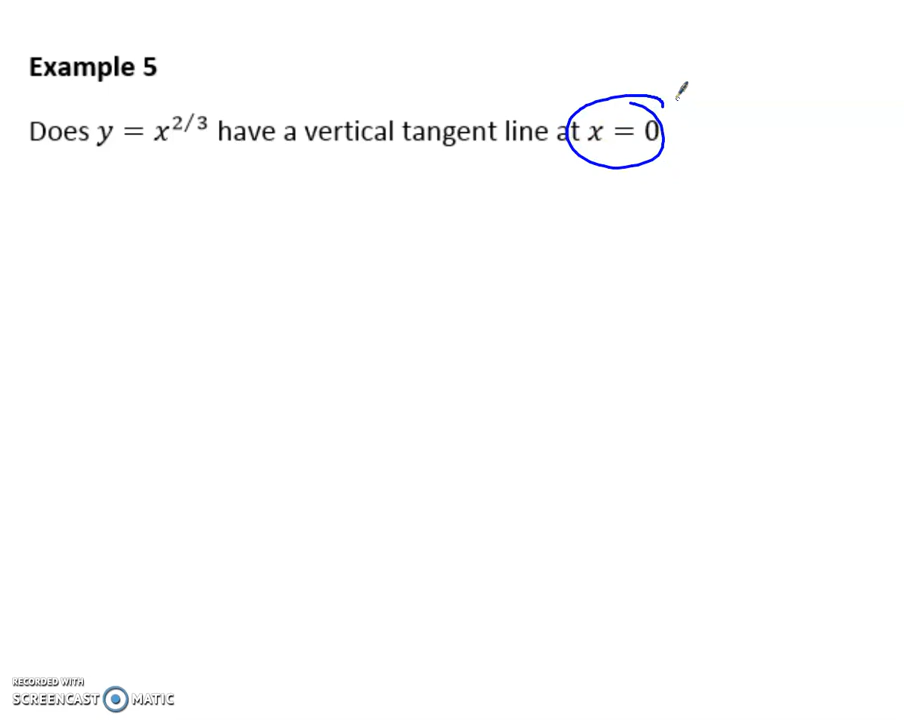 Example 5
Does y = x^{2/3} have a vertical tangent line at x = 0
RECORDED WITH
SCREENCAST MATIC